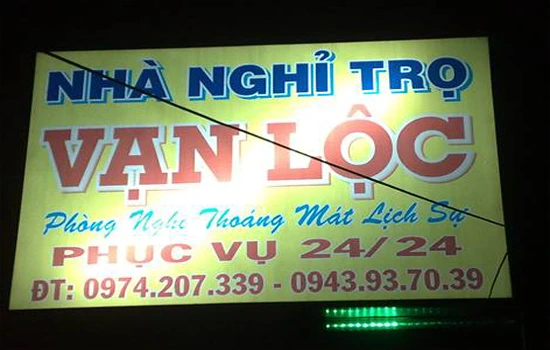 NHÀ NGHỈ TRỌ
VẠN LỘC
Phòng Nghỉ Thoáng Mát Lịch Sự
PHỤC VỤ 24/24
ĐT: 0974.207.339 - 0943.93.70.39